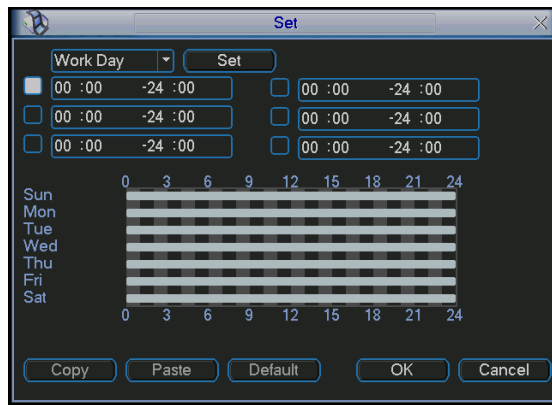 Set
Work Day Set
00 :00 -24 :00 00 :00 -24 :00
00 :00 -24 :00 00 :00 -24 :00
00 :00 -24 :00 00 :00 -24 :00
0 3 6 9 12 15 18 21 24
Sun
Mon
Tue
Wed
Thu
Fri
Sat
0 3 6 9 12 15 18 21 24
Copy Paste Default OK Cancel